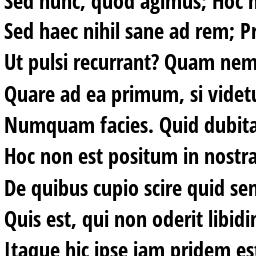 Sed nunc, quod agimus; Hoc
Sed haec nihil sane ad rem;
Ut pulsi recurrant? Quam nem
Quare ad ea primum, si videtu
Numquam facies. Quid dubita
Hoc non est positum in nostra
De quibus cupio scire quid sen
Quis est, qui non oderit libidin
Itaque hic ipse iam pridem est